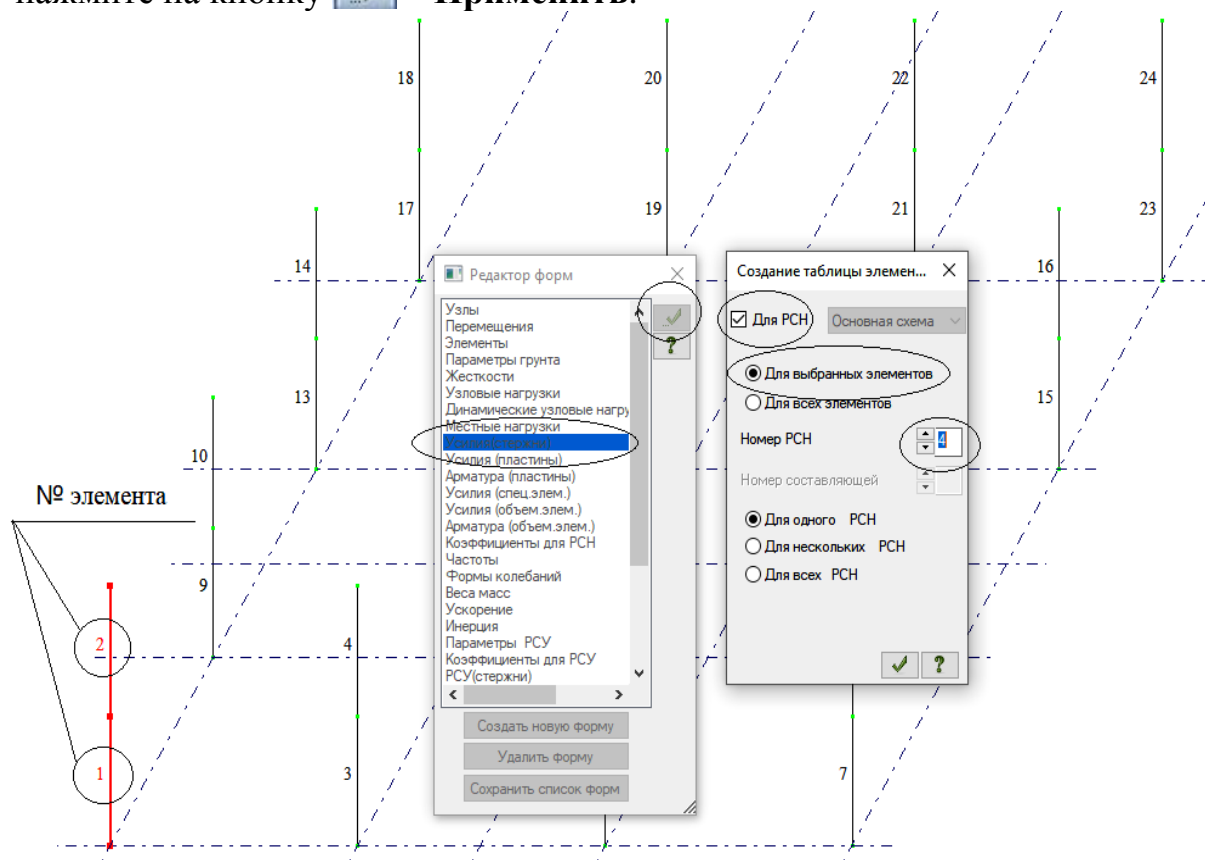 нажмите на кнопку – Применить.
18
20
22
24
17
19
21
23
14
16
13
15
10
9
№ элемента
2
1
4
3
7
Редактор форм
Узлы
Перемещения
Элементы
Параметры грунта
Жесткости
Узловые нагрузки
Динамические узловые нагру
Местные нагрузки
Усилия(стержни)
Усилия (пластины)
Арматура (пластины)
Усилия (спец.элем.)
Усилия (объем.элем.)
Арматура (объем.элем.)
Коэффициенты для РСН
Частоты
Формы колебаний
Веса масс
Ускорение
Инерция
Параметры РСУ
Коэффициенты для РСУ
РСУ(стержни)
Создать новую форму
Удалить форму
Сохранить список форм
Создание таблицы элемен...
Для РСН
Основная схема
Для выбранных элементов
Для всех элементов
Номер РСН
4
Номер составляющей
Для одного РСН
Для нескольких РСН
Для всех РСН